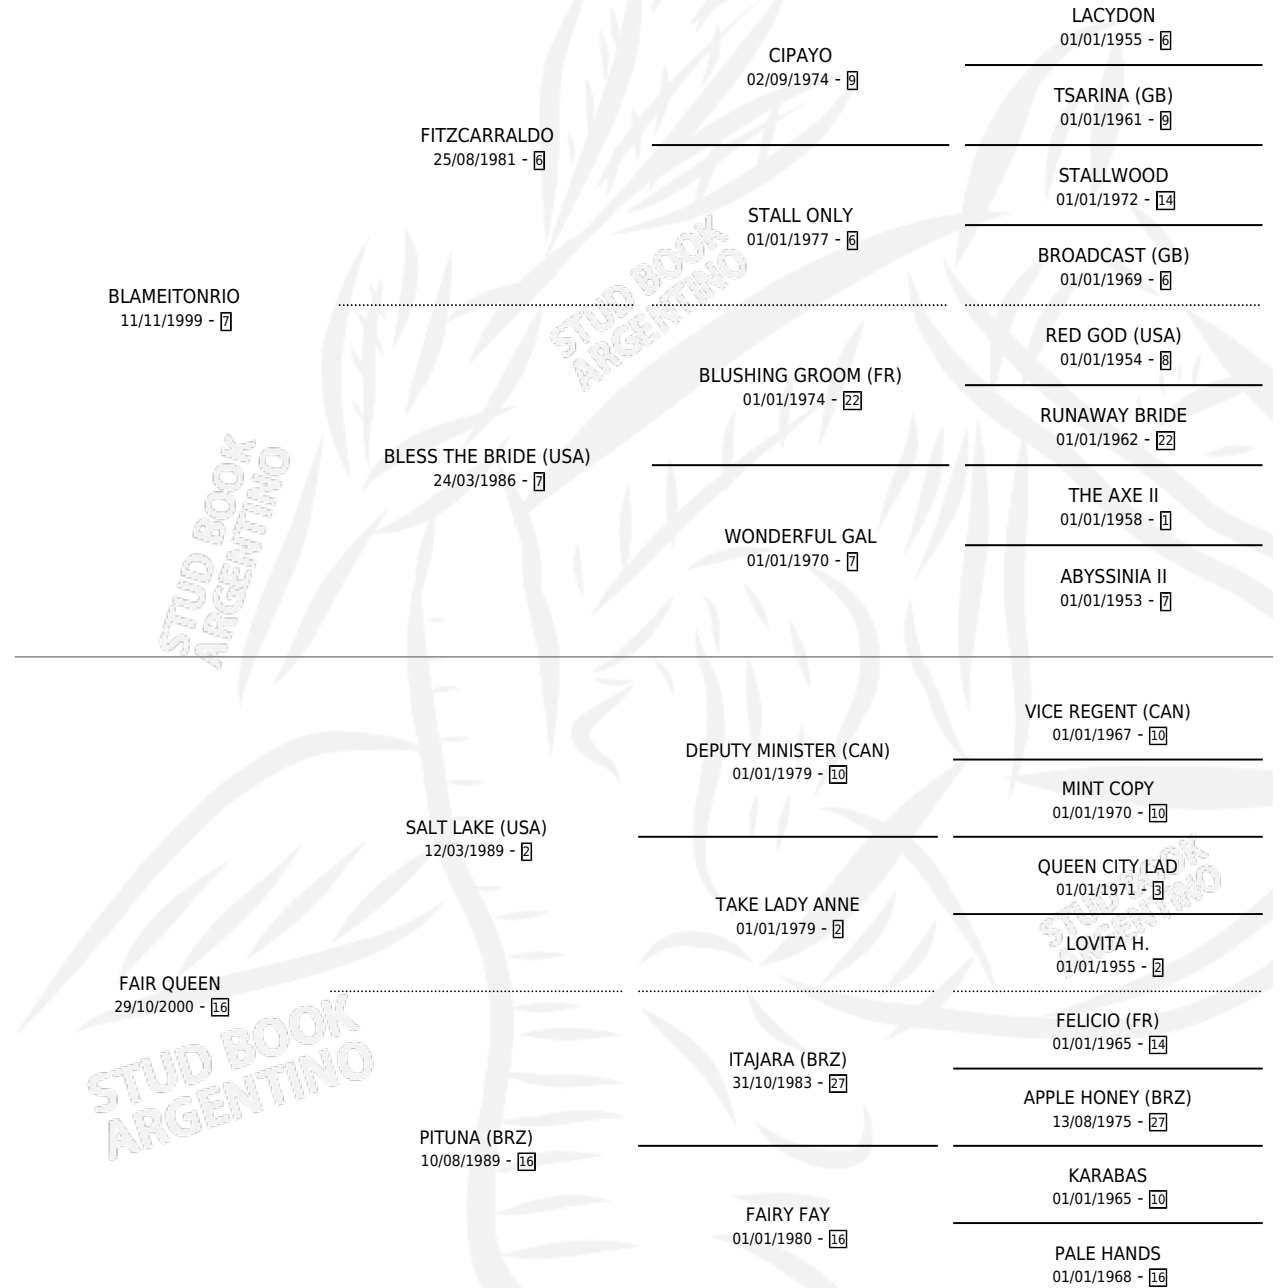 LACYDON
01/01/1955 - 6
CIPAYO
02/09/1974 - 9
TSARINA (GB)
01/01/1961 - 9
FITZCARRALDO
25/08/1981 - 6
STALLWOOD
01/01/1972 - 14
STALL ONLY
01/01/1977 - 6
BROADCAST (GB)
01/01/1969 - 6
BLAMEITONRIO
11/11/1999 - 7
STUD BOOK
ARGENTINO
RED GOD (USA)
01/01/1954 - 8
BLUSHING GROOM (FR)
01/01/1974 - 22
RUNAWAY BRIDE
01/01/1962 - 22
BLESS THE BRIDE (USA)
24/03/1986 - 7
THE AXE II
01/01/1958 - 1
WONDERFUL GAL
01/01/1970 - 7
ABYSSINIA II
01/01/1953 - 7
STUD BOOK
ARGENTINO
VICE REGENT (CAN)
01/01/1967 - 10
DEPUTY MINISTER (CAN)
01/01/1979 - 10
MINT COPY
01/01/1970 - 10
SALT LAKE (USA)
12/03/1989 - 2
QUEEN CITY LAD
01/01/1971 - 3
TAKE LADY ANNE
01/01/1979 - 2
LOVITA H.
01/01/1955 - 2
STUD BOOK
ARGENTINO
FAIR QUEEN
29/10/2000 - 16
FELICIO (FR)
01/01/1965 - 14
ITAJARA (BRZ)
31/10/1983 - 27
APPLE HONEY (BRZ)
13/08/1975 - 27
STUD BOOK
ARGENTINO
PITUNA (BRZ)
10/08/1989 - 16
KARABAS
01/01/1965 - 10
FAIRY FAY
01/01/1980 - 16
PALE HANDS
01/01/1968 - 16